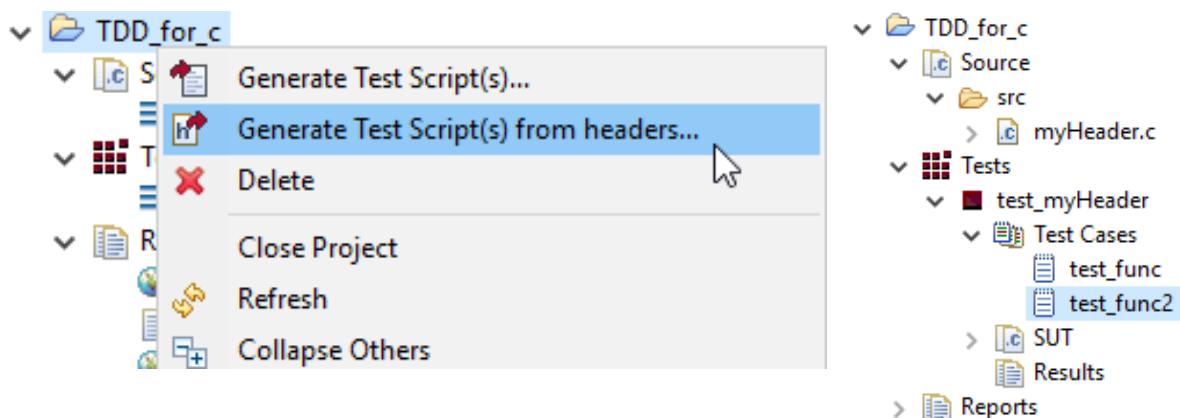 TDD_for_c
Generate Test Script(s)...
Generate Test Script(s) from headers...
Delete
Close Project
Refresh
Collapse Others
TDD_for_c
Source
src
myHeader.c
Tests
test_myHeader
Test Cases
test_func
test_func2
SUT
Results
Reports